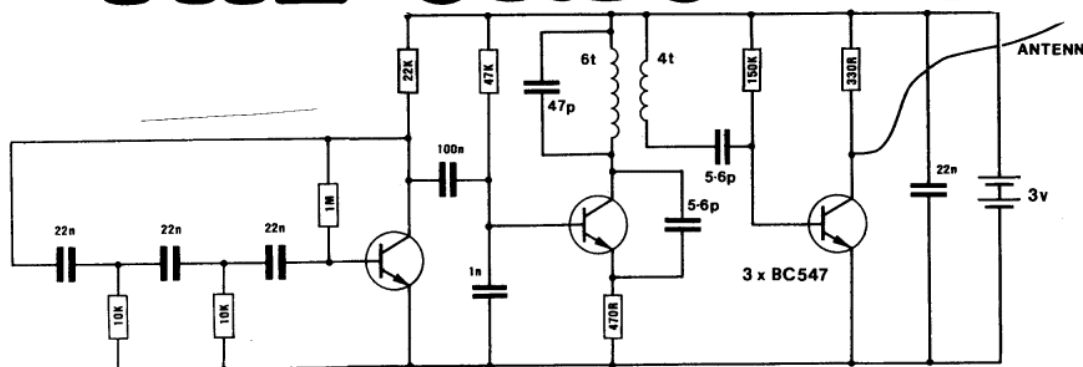 22K
47K
6t
4t
150K
330R
ANTENN
47p
100n
5·6p
22n
3v
1M
5·6p
22n
22n
22n
1n
3 x BC547
10K
10K
470R